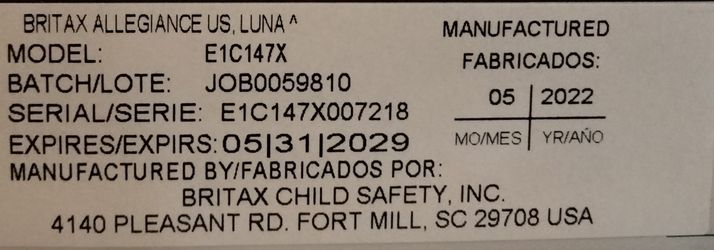 BRITAX ALLEGIANCE US, LUNA ^
MODEL: E1C147X
BATCH/LOTE: JOB0059810
SERIAL/SERIE: E1C147X007218
EXPIRES/EXPIRS: 05|31|2029
MANUFACTURED BY/FABRICADOS POR:
BRITAX CHILD SAFETY, INC.
4140 PLEASANT RD. FORT MILL, SC 29708 USA
MANUFACTURED
FABRICADOS:
05 | 2022
MO/MES | YR/AÑO